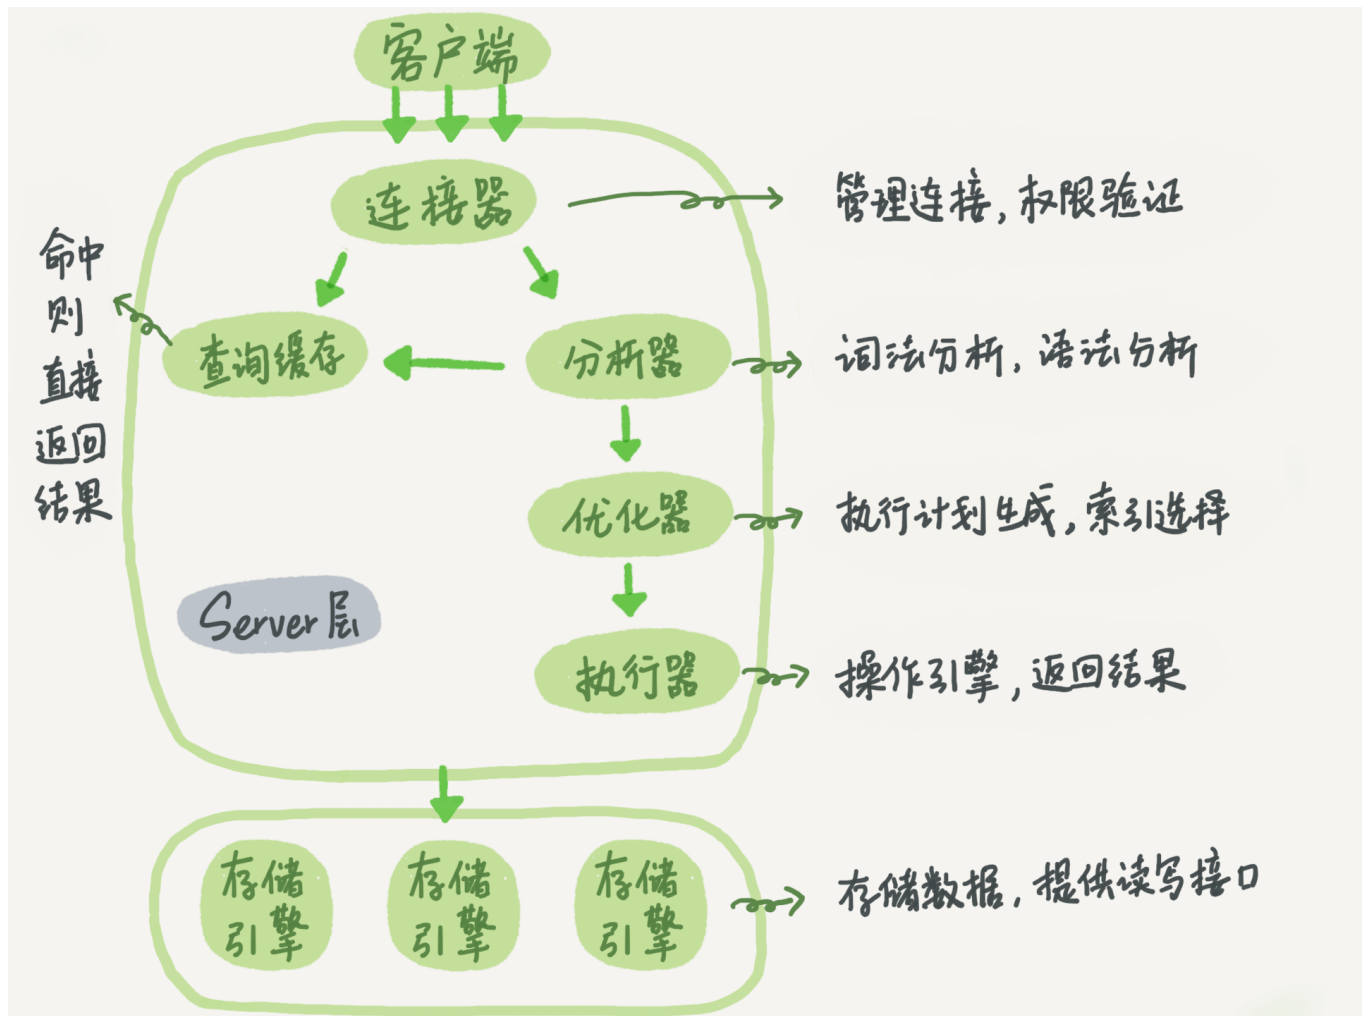 客户端
连接器
管理连接，权限验证
命中
则
直接
返回
结果
查询缓存
分析器
词法分析，语法分析
优化器
执行计划生成，索引选择
Server层
执行器
操作引擎，返回结果
存储
引擎
存储
引擎
存储
引擎
存储数据，提供读写接口